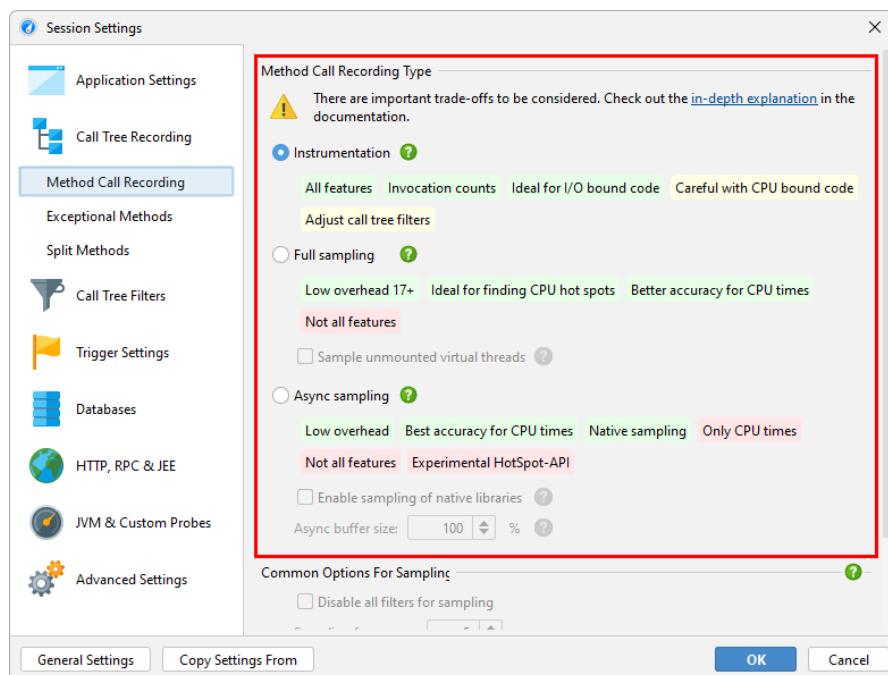 Session Settings
Application Settings
Call Tree Recording
Method Call Recording
Exceptional Methods
Split Methods
Call Tree Filters
Trigger Settings
Databases
HTTP, RPC & JEE
JVM & Custom Probes
Advanced Settings
Method Call Recording Type
There are important trade-offs to be considered. Check out the in-depth explanation in the
documentation.
Instrumentation
All features Invocation counts Ideal for I/O bound code Careful with CPU bound code
Adjust call tree filters
Full sampling
Low overhead 17+ Ideal for finding CPU hot spots Better accuracy for CPU times
Not all features
Sample unmounted virtual threads
Async sampling
Low overhead Best accuracy for CPU times Native sampling Only CPU times
Not all features Experimental HotSpot-API
Enable sampling of native libraries
Async buffer size: 100 %
Common Options For Sampling
Disable all filters for sampling
General Settings Copy Settings From OK Cancel